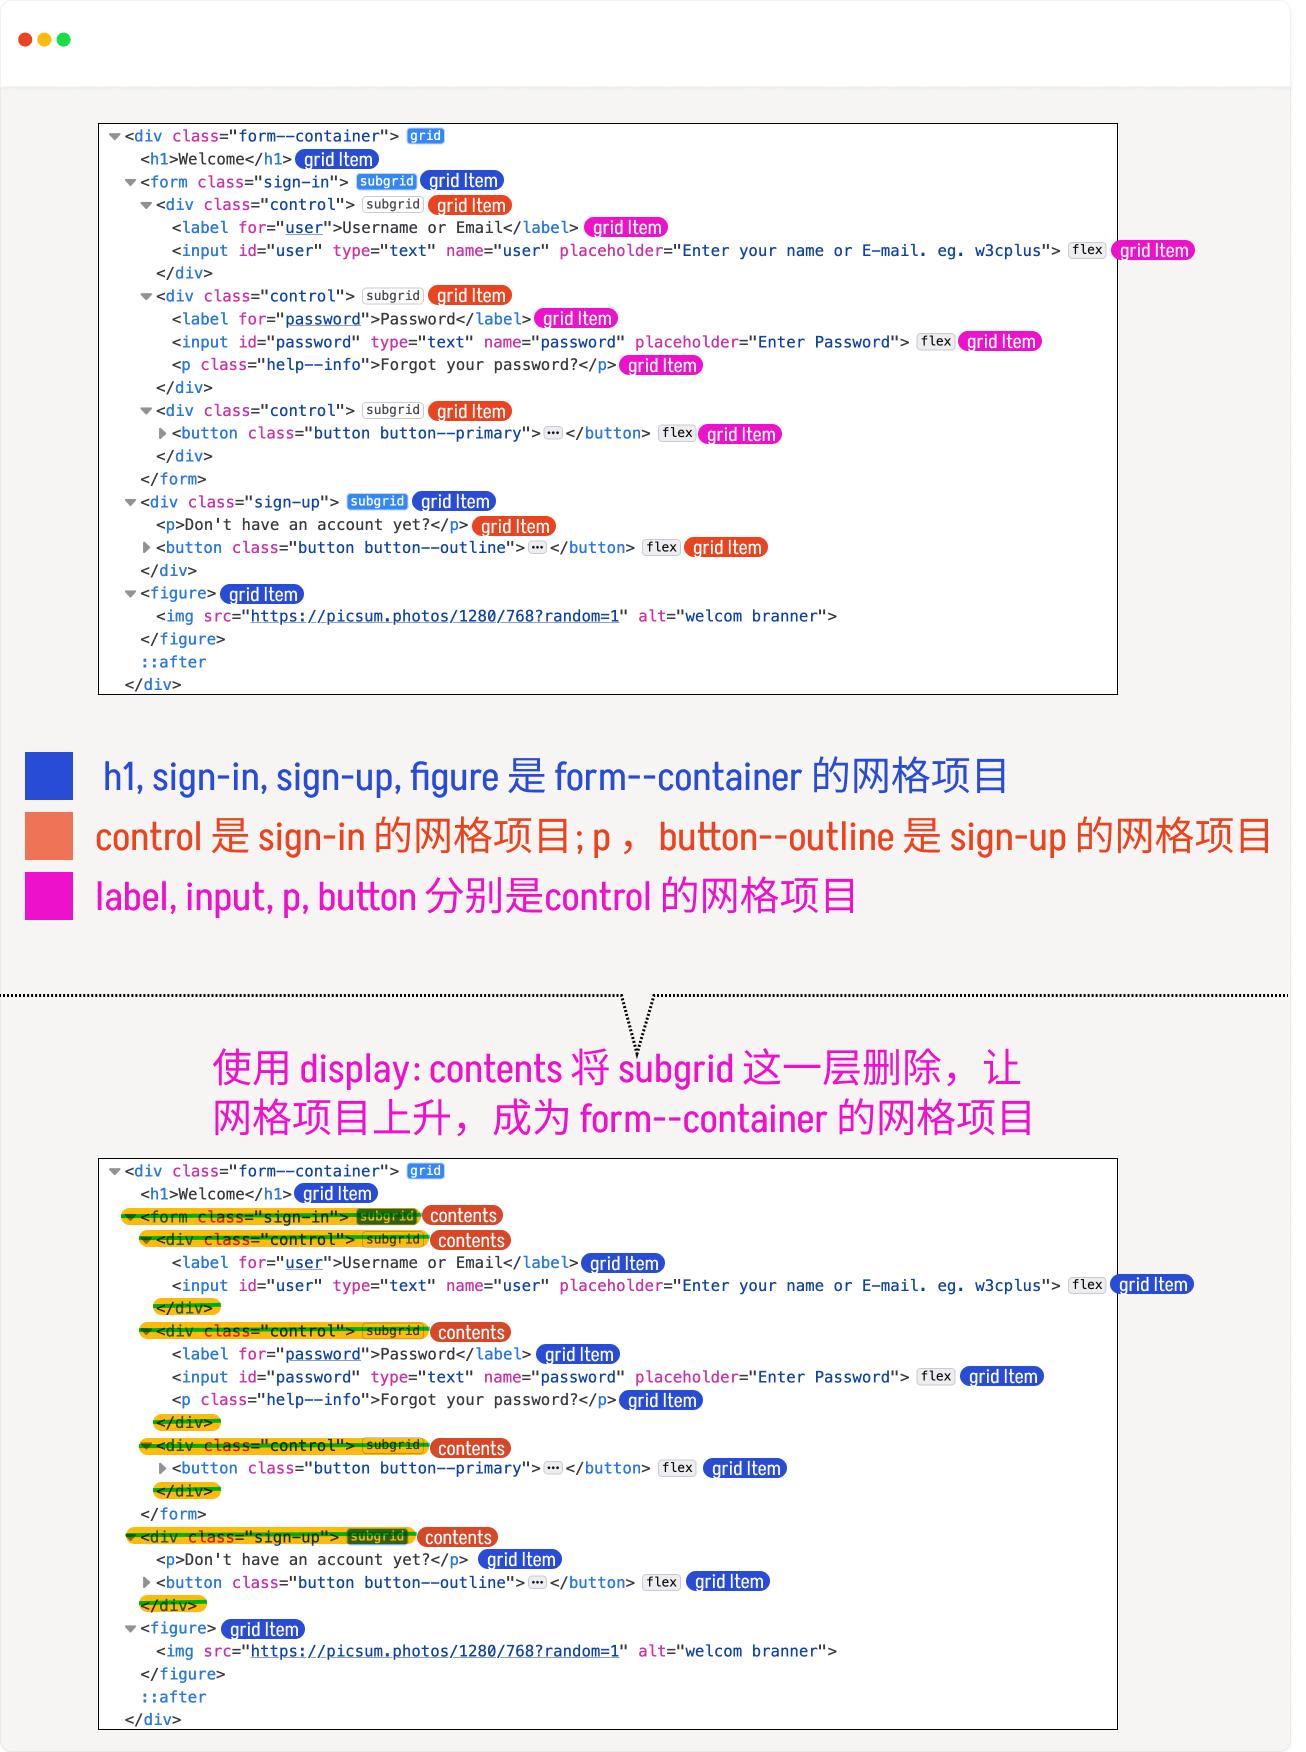 <div class="form--container"> grid
<h1>Welcome</h1> grid Item
<form class="sign-in"> subgrid grid Item
<div class="control"> subgrid grid Item
<label for="user">Username or Email</label> grid Item
<input id="user" type="text" name="user" placeholder="Enter your name or E-mail. eg. w3cplus"> flex grid Item
</div>
<div class="control"> subgrid grid Item
<label for="password">Password</label> grid Item
<input id="password" type="text" name="password" placeholder="Enter Password"> flex grid Item
<p class="help--info">Forgot your password?</p> grid Item
</div>
<div class="control"> subgrid grid Item
<button class="button button--primary">…</button> flex grid Item
</div>
</form>
<div class="sign-up"> subgrid grid Item
<p>Don't have an account yet?</p> grid Item
<button class="button button--outline">…</button> flex grid Item
</div>
<figure> grid Item
<img src="https://picsum.photos/1280/768?random=1" alt="welcom branner">
</figure>
::after
</div>
h1, sign-in, sign-up, figure 是 form--container 的网格项目
control 是 sign-in 的网格项目; p ，button--outline 是 sign-up 的网格项目
label, input, p, button 分别是control 的网格项目
使用 display: contents 将 subgrid 这一层删除，让
网格项目上升，成为 form--container 的网格项目
<div class="form--container"> grid
<h1>Welcome</h1> grid Item
<form class="sign-in"> subgrid contents
<div class="control"> subgrid contents
<label for="user">Username or Email</label> grid Item
<input id="user" type="text" name="user" placeholder="Enter your name or E-mail. eg. w3cplus"> flex grid Item
</div>
<div class="control"> subgrid contents
<label for="password">Password</label> grid Item
<input id="password" type="text" name="password" placeholder="Enter Password"> flex grid Item
<p class="help--info">Forgot your password?</p> grid Item
</div>
<div class="control"> subgrid contents
<button class="button button--primary">…</button> flex grid Item
</div>
</form>
<div class="sign-up"> subgrid contents
<p>Don't have an account yet?</p> grid Item
<button class="button button--outline">…</button> flex grid Item
</div>
<figure> grid Item
<img src="https://picsum.photos/1280/768?random=1" alt="welcom branner">
</figure>
::after
</div>